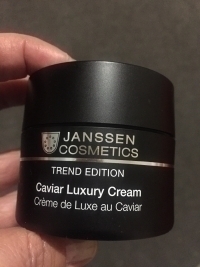 JANSSEN
COSMETICS
TREND EDITION
Caviar Luxury Cream
Crème de Luxe au Caviar